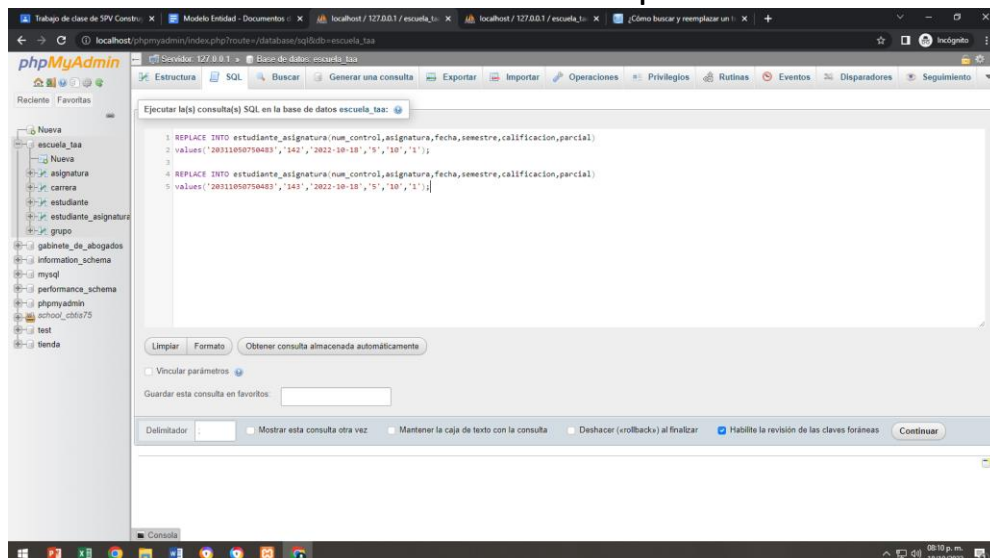 Trabajo de clase de 5PV Constru
Modelo Entidad - Documentos
localhost / 127.0.0.1 / escuela_ta
localhost / 127.0.0.1 / escuela_ta
¿Cómo buscar y reemplazar un
localhost/phpmyadmin/index.php?route=/database/sql&db=escuela_taa
Incógnito
phpMyAdmin
Servidor: 127.0.0.1 » Base de datos: escuela_taa
Estructura SQL Buscar Generar una consulta Exportar Importar Operaciones Privilegios Rutinas Eventos Disparadores Seguimiento
Reciente Favoritas
Nueva
escuela_taa
Nueva
asignatura
carrera
estudiante
estudiante_asignatura
grupo
gabinete_de_abogados
information_schema
mysql
performance_schema
phpmyadmin
school_cbtis75
test
tienda
Ejecutar la(s) consulta(s) SQL en la base de datos escuela_taa:
1 REPLACE INTO estudiante_asignatura(num_control,asignatura,fecha,semestre,calificacion,parcial)
2 values('20311050750483','142','2022-10-18','5','10','1');
3
4 REPLACE INTO estudiante_asignatura(num_control,asignatura,fecha,semestre,calificacion,parcial)
5 values('20311050750483','143','2022-10-18','5','10','1');
Limpiar Formato Obtener consulta almacenada automáticamente
Vincular parámetros
Guardar esta consulta en favoritos:
Delimitador ; Mostrar esta consulta otra vez Mantener la caja de texto con la consulta Deshacer («rollback») al finalizar Habilite la revisión de las claves foráneas Continuar
Consola
08:10 p. m.